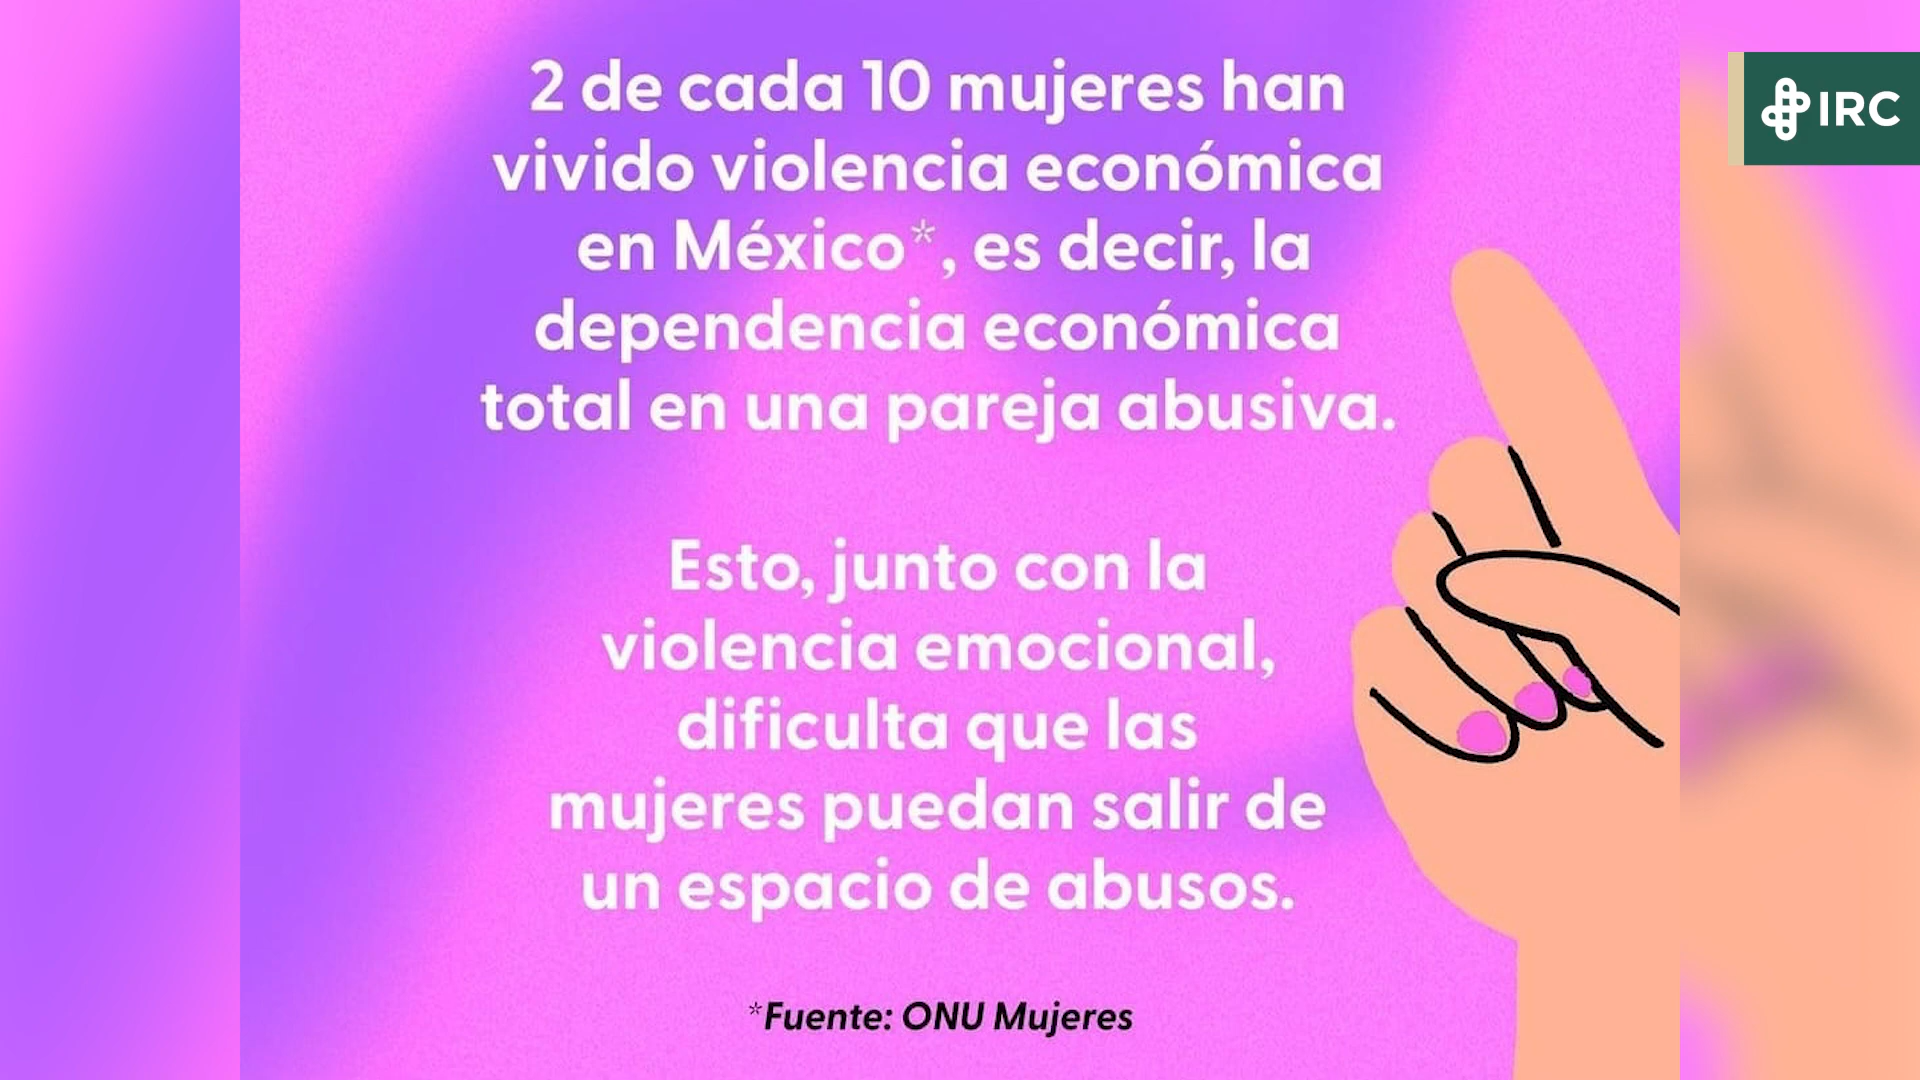 2 de cada 10 mujeres han
vivido violencia económica
en México*, es decir, la
dependencia económica
total en una pareja abusiva.
Esto, junto con la
violencia emocional,
dificulta que las
mujeres puedan salir de
un espacio de abusos.
*Fuente: ONU Mujeres
IRC